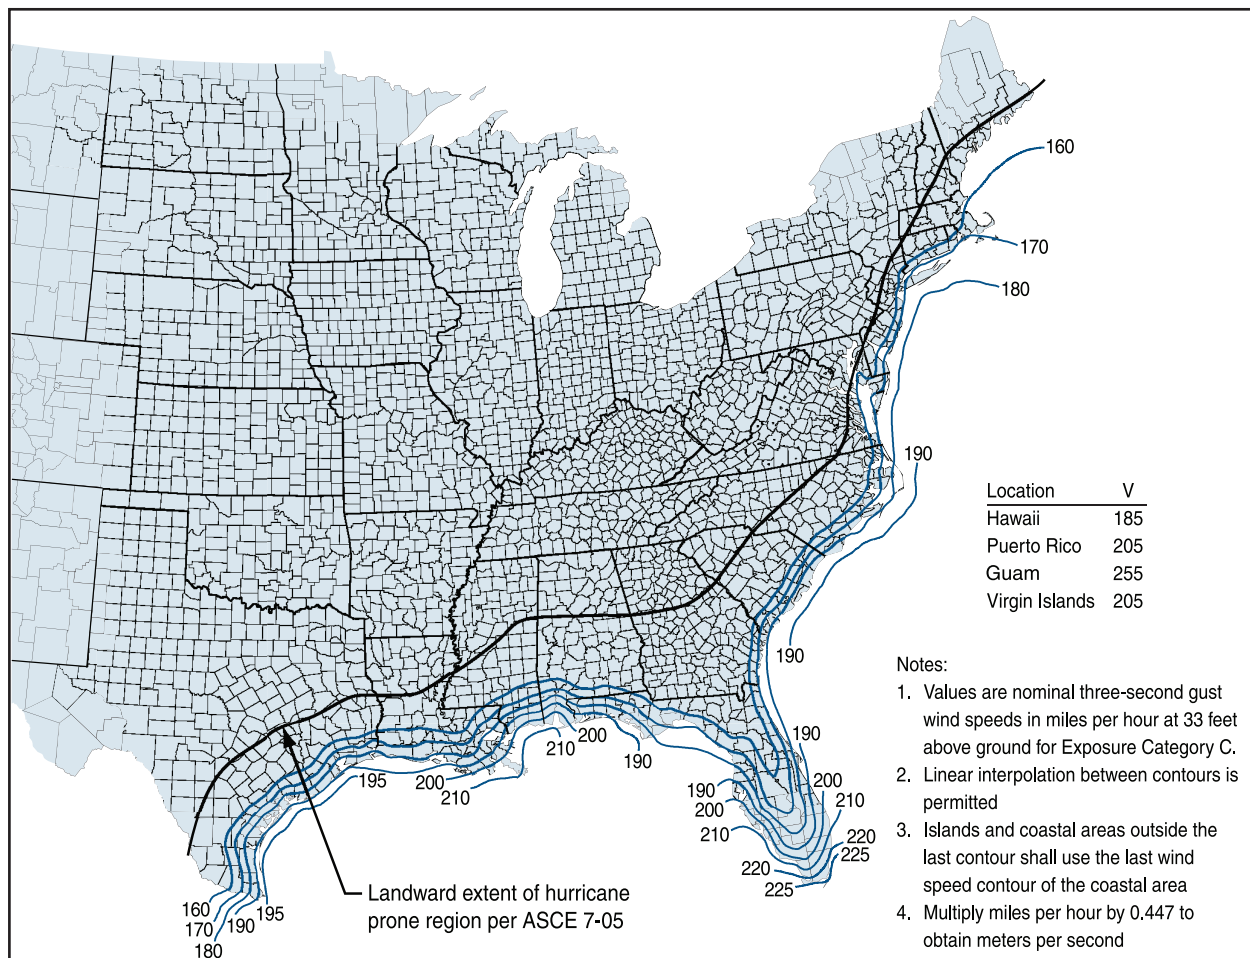 160
170
180
190
Location V
Hawaii 185
Puerto Rico 205
Guam 255
Virgin Islands 205
190
Notes:
1. Values are nominal three-second gust
wind speeds in miles per hour at 33 feet
above ground for Exposure Category C.
2. Linear interpolation between contours is
permitted
3. Islands and coastal areas outside the
last contour shall use the last wind
speed contour of the coastal area
4. Multiply miles per hour by 0.447 to
obtain meters per second
190
200
210
220
225
200
210
190
195
200
210
190
200
210
220
225
Landward extent of hurricane
prone region per ASCE 7-05
160
170
180
190
195